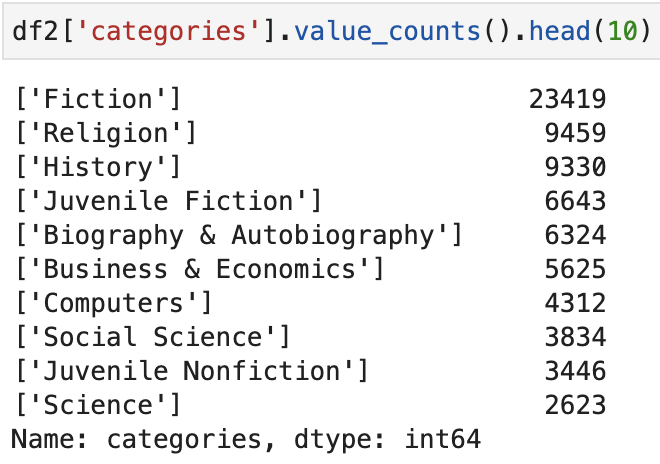 df2['categories'].value_counts().head(10)
['Fiction'] 23419
['Religion'] 9459
['History'] 9330
['Juvenile Fiction'] 6643
['Biography & Autobiography'] 6324
['Business & Economics'] 5625
['Computers'] 4312
['Social Science'] 3834
['Juvenile Nonfiction'] 3446
['Science'] 2623
Name: categories, dtype: int64